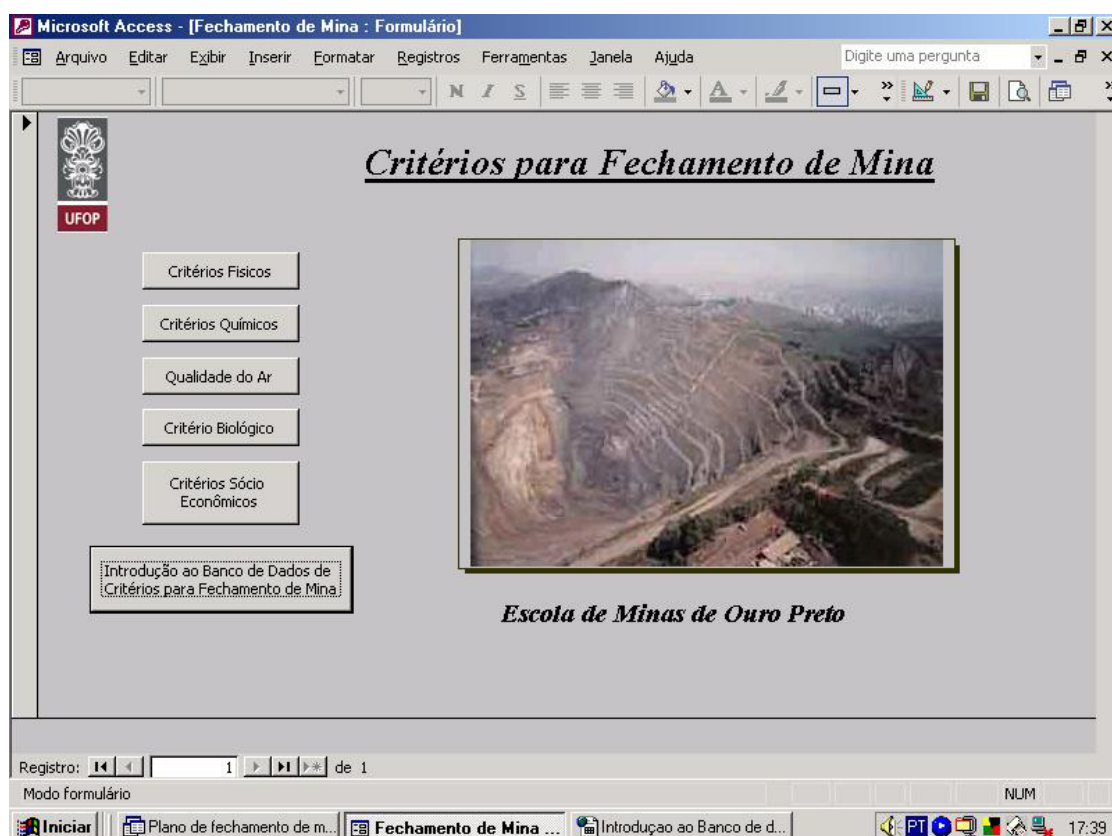 Microsoft Access - [Fechamento de Mina : Formulário]
Arquivo Editar Exibir Inserir Formatar Registros Ferramentas Janela Ajuda Digite uma pergunta
N I S A
UFOP
Critérios para Fechamento de Mina
Critérios Fisicos
Critérios Químicos
Qualidade do Ar
Critério Biológico
Critérios Sócio
Econômicos
Introdução ao Banco de Dados de
Critérios para Fechamento de Mina
Escola de Minas de Ouro Preto
Registro: 1 de 1
Modo formulário NUM
Iniciar Plano de fechamento de m... Fechamento de Mina ... Introduçao ao Banco de d... PT 17:39